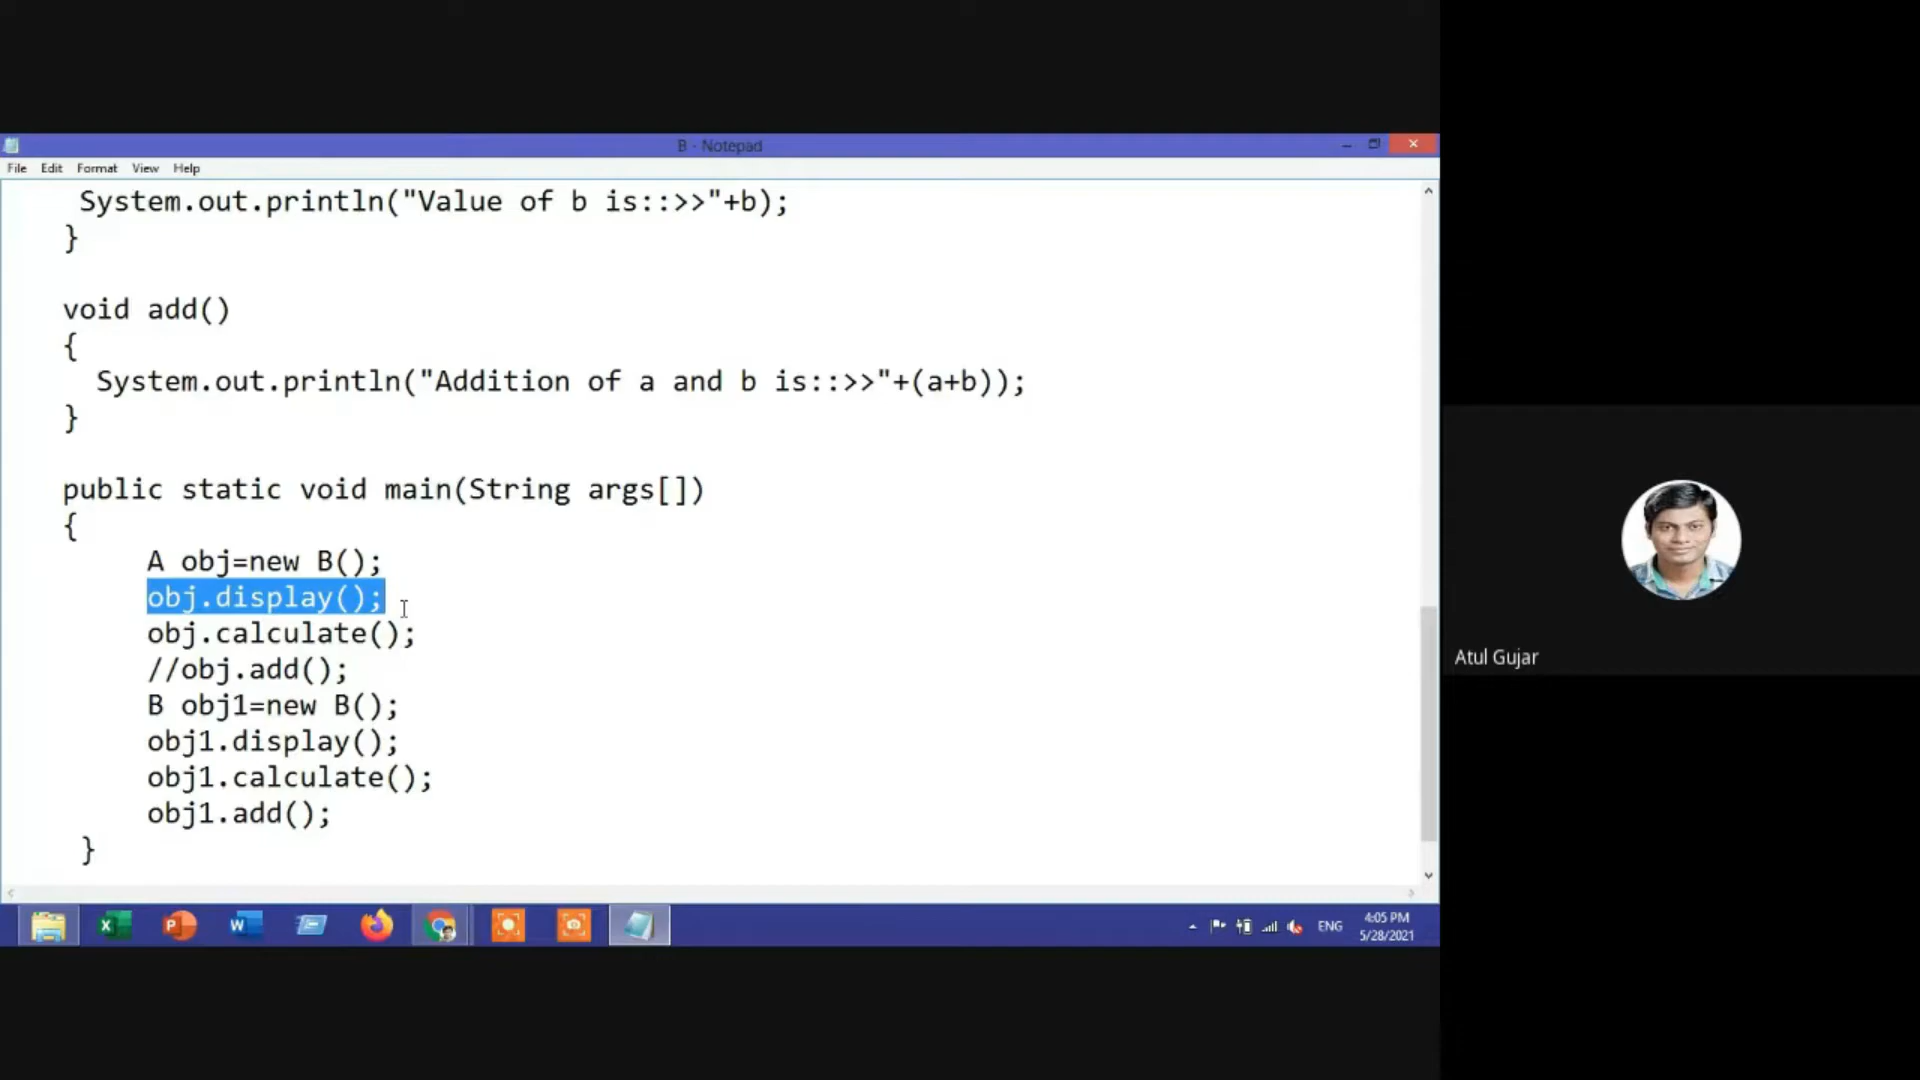 B - Notepad
File Edit Format View Help
System.out.println("Value of b is::>>"+b);
}
void add()
{
System.out.println("Addition of a and b is::>>"+(a+b));
}
public static void main(String args[])
{
A obj=new B();
obj.display();
obj.calculate();
//obj.add();
B obj1=new B();
obj1.display();
obj1.calculate();
obj1.add();
}
Atul Gujar
ENG
4:05 PM
5/28/2021